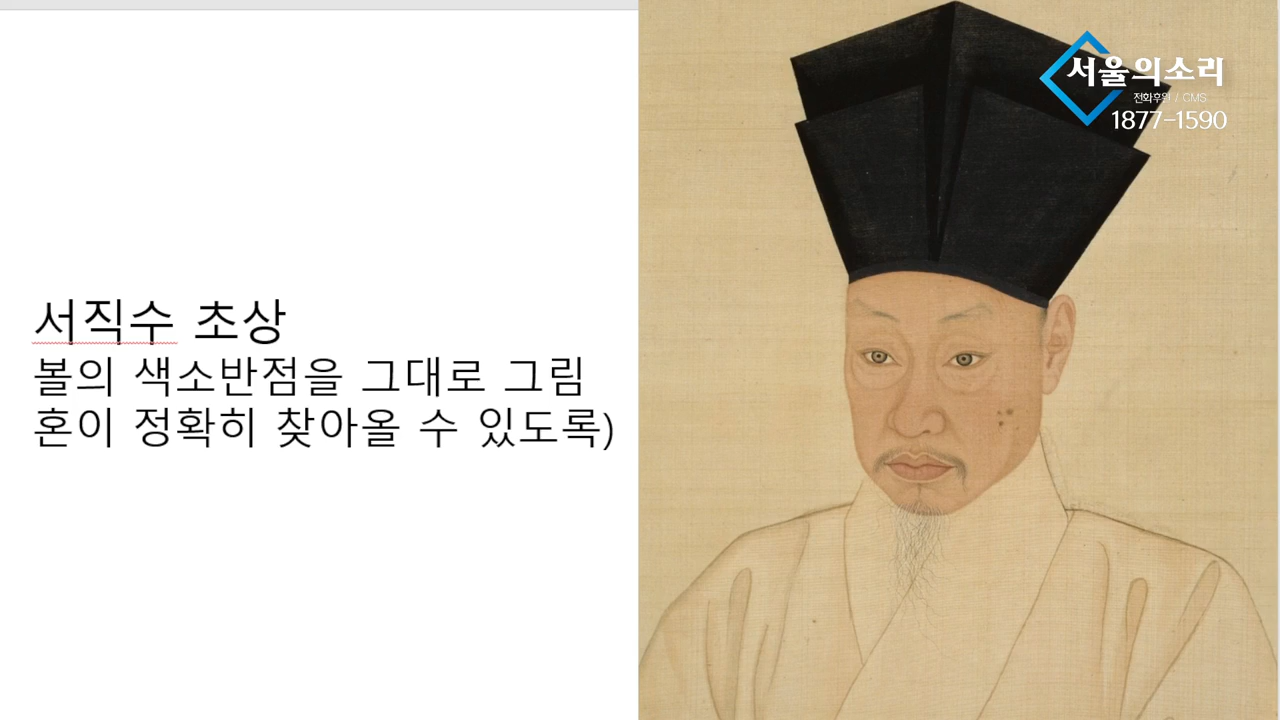 서직수 초상
볼의 색소반점을 그대로 그림
혼이 정확히 찾아올 수 있도록)
서울의소리
전화후원 / CMS
1877-1590